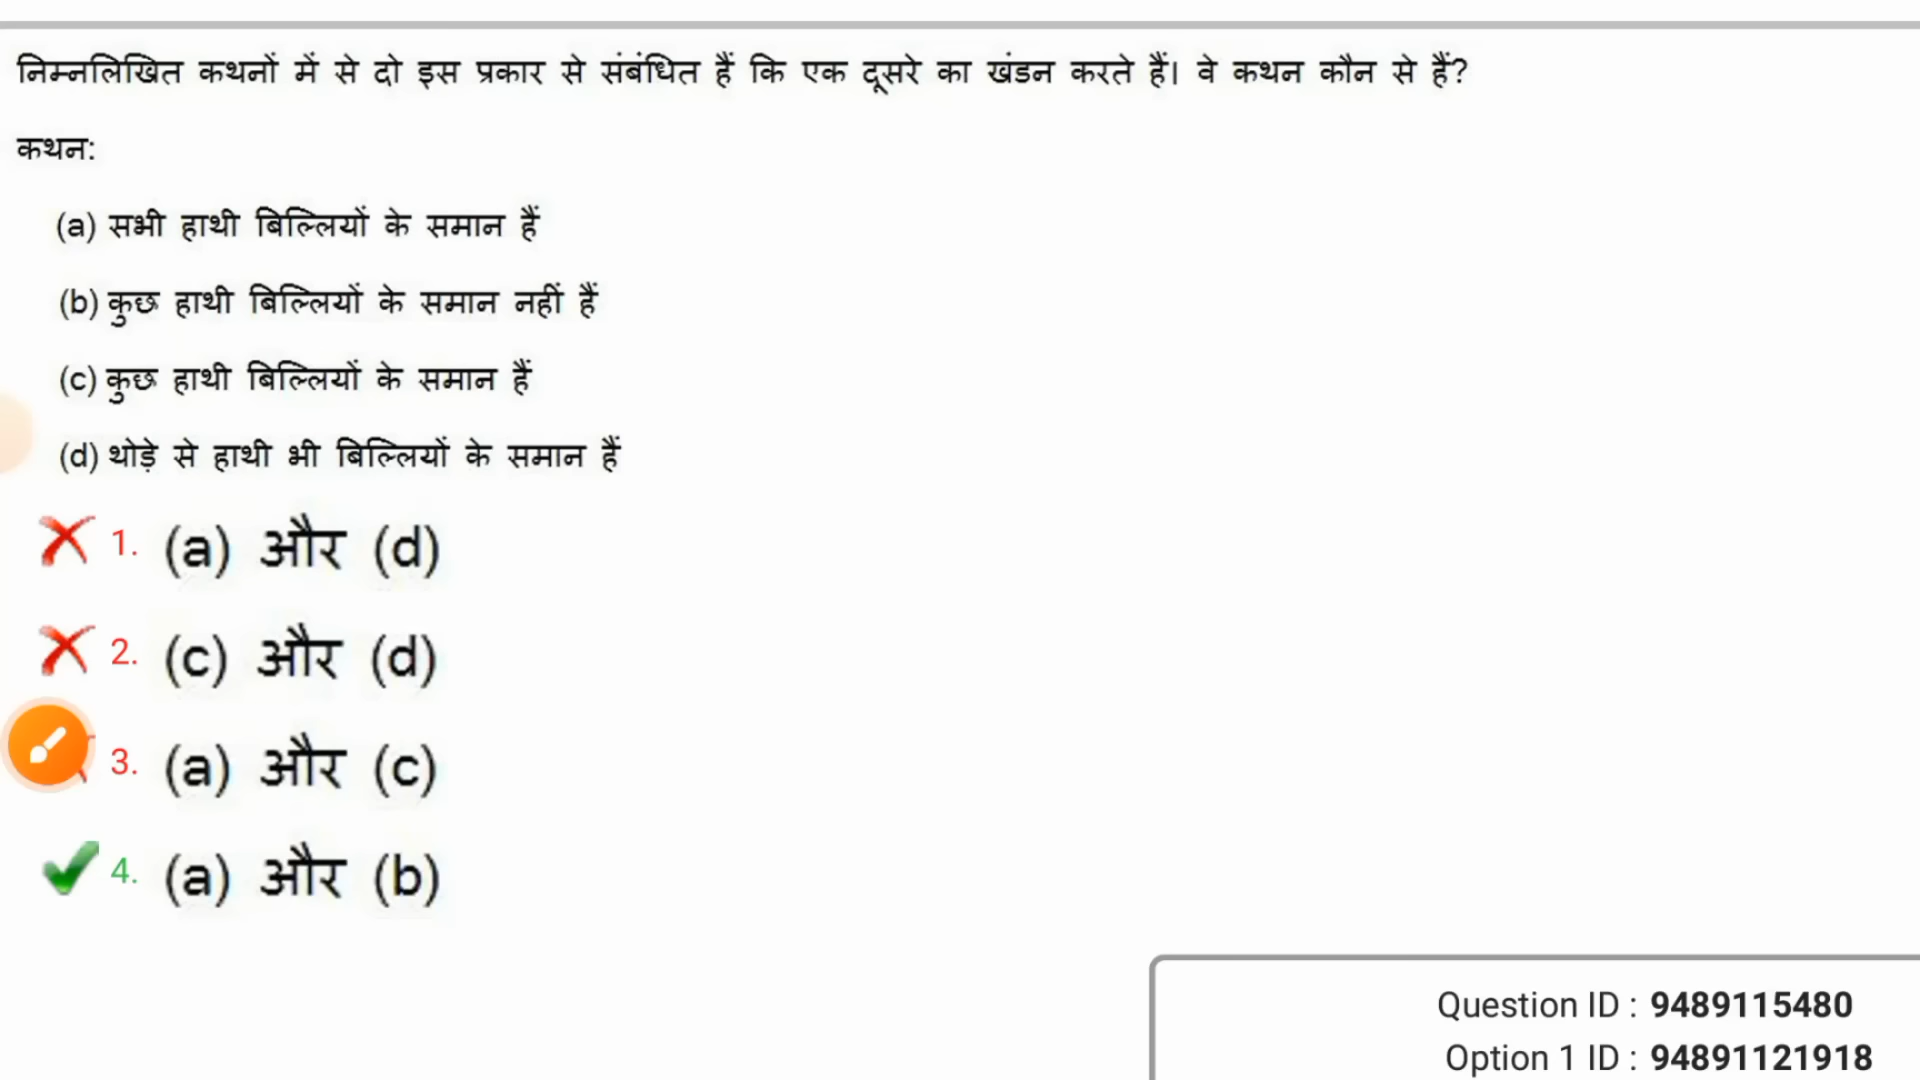 निम्नलिखित कथनों में से दो इस प्रकार से संबंधित हैं कि एक दूसरे का खंडन करते हैं। वे कथन कौन से हैं?
कथन:
(a) सभी हाथी बिल्लियों के समान हैं
(b) कुछ हाथी बिल्लियों के समान नहीं हैं
(c) कुछ हाथी बिल्लियों के समान हैं
(d) थोड़े से हाथी भी बिल्लियों के समान हैं
1. (a) और (d)
2. (c) और (d)
3. (a) और (c)
4. (a) और (b)
Question ID : 9489115480
Option 1 ID : 94891121918